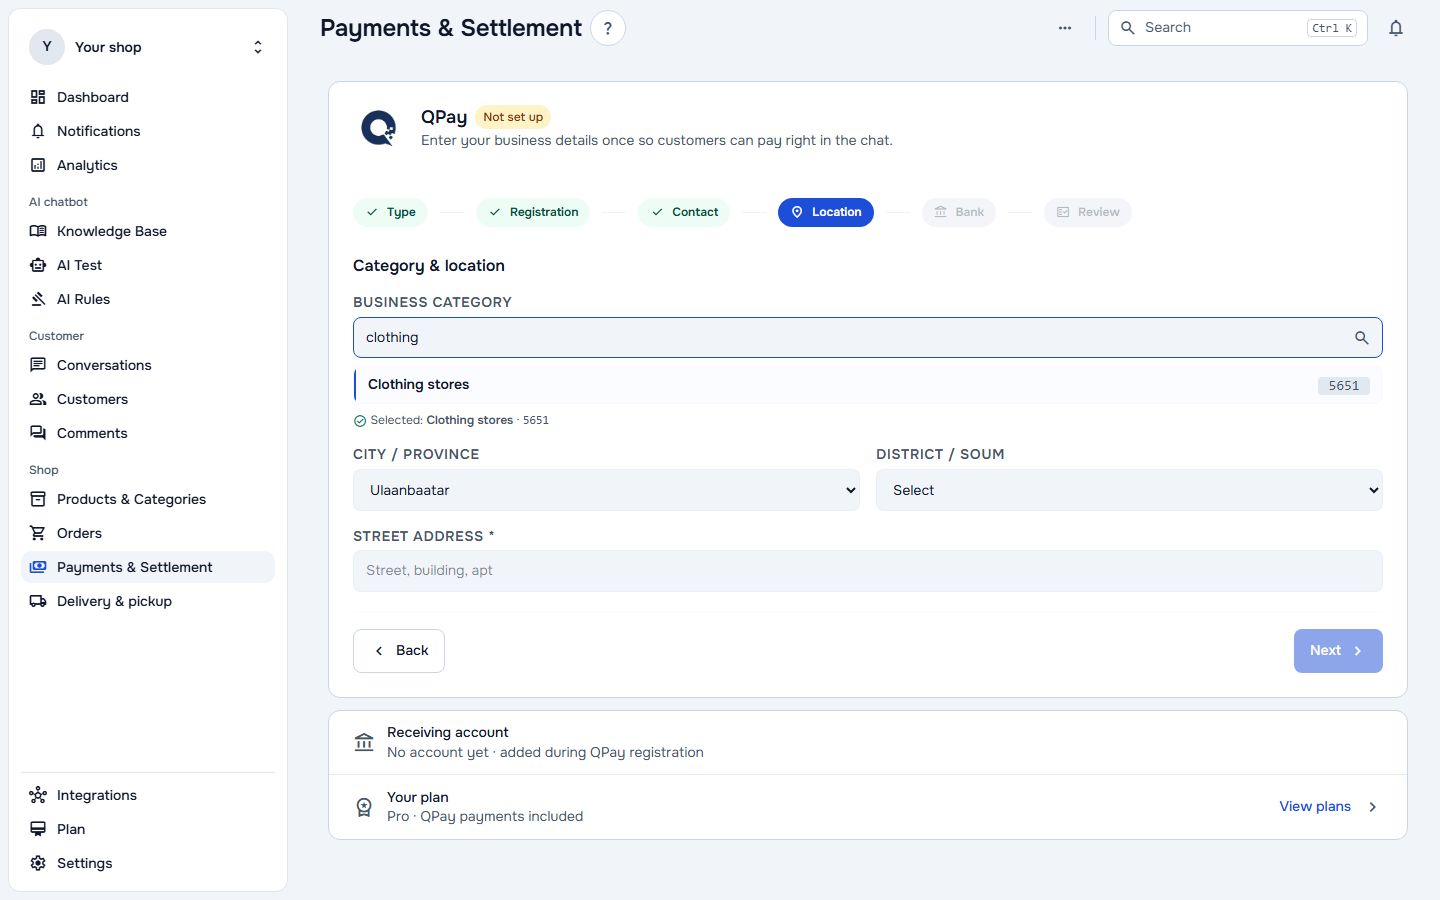 Y Your shop
Dashboard
Notifications
Analytics
AI chatbot
Knowledge Base
AI Test
AI Rules
Customer
Conversations
Customers
Comments
Shop
Products & Categories
Orders
Payments & Settlement
Delivery & pickup
Integrations
Plan
Settings
Payments & Settlement ?
Search Ctrl K
QPay Not set up
Enter your business details once so customers can pay right in the chat.
Type Registration Contact Location Bank Review
Category & location
BUSINESS CATEGORY
clothing
Clothing stores 5651
Selected: Clothing stores · 5651
CITY / PROVINCE DISTRICT / SOUM
Ulaanbaatar Select
STREET ADDRESS *
Street, building, apt
Back Next
Receiving account
No account yet · added during QPay registration
Your plan
Pro · QPay payments included
View plans